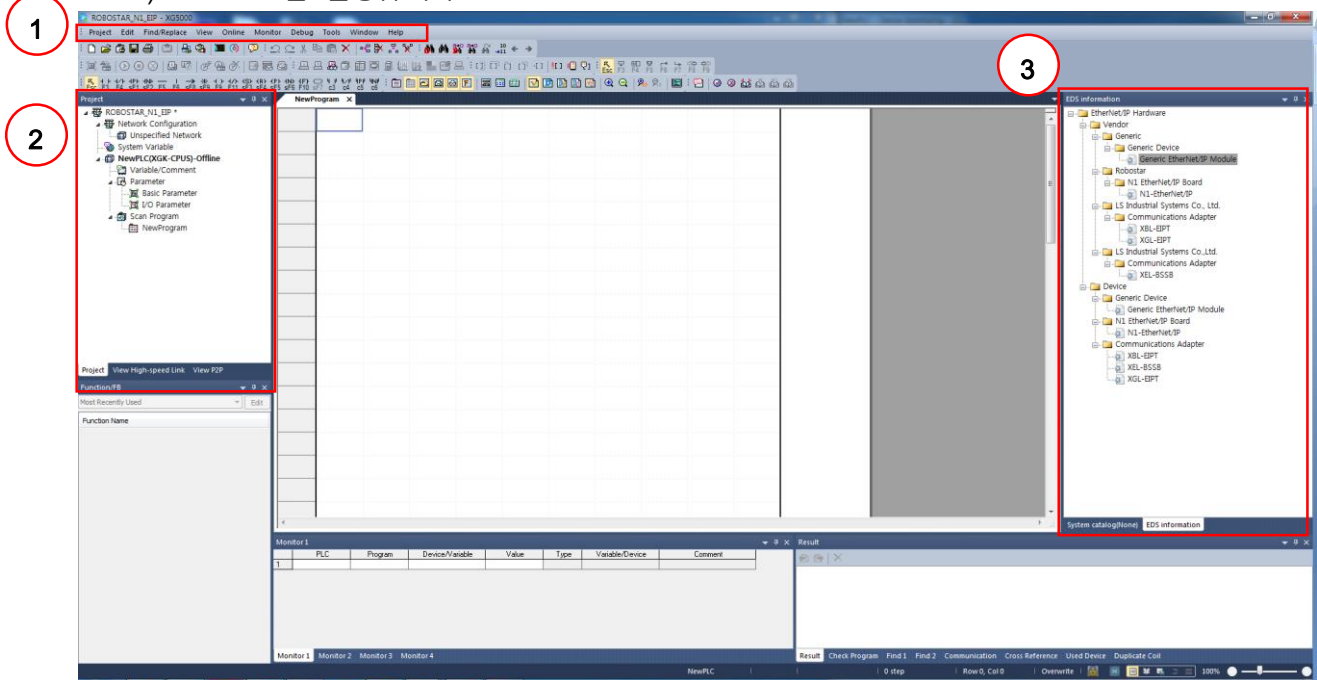 1
ROBOSTAR_N1_EIP - XG5000
Project Edit Find/Replace View Online Monitor Debug Tools Window Help
3
2
Project
ROBOSTAR_N1_EIP *
Network Configuration
Unspecified Network
System Variable
NewPLC(XGK-CPUS)-Offline
Variable/Comment
Parameter
Basic Parameter
I/O Parameter
Scan Program
NewProgram
Project View High-speed Link View P2P
Function/FB
Most Recently Used Edit
Function Name
NewProgram
EDS information
EtherNet/IP Hardware
Vendor
Generic
Generic Device
Generic EtherNet/IP Module
Robostar
N1 EtherNet/IP Board
N1-EtherNet/IP
LS Industrial Systems Co., Ltd.
Communications Adapter
XBL-EIPT
XGL-EIPT
LS Industrial Systems Co.,Ltd.
Communications Adapter
XEL-BSSB
Device
Generic Device
Generic EtherNet/IP Module
N1 EtherNet/IP Board
N1-EtherNet/IP
Communications Adapter
XBL-EIPT
XEL-BSSB
XGL-EIPT
System catalog(None) EDS information
Monitor 1
PLC Program Device/Variable Value Type Variable/Device Comment
1
Monitor 1 Monitor 2 Monitor 3 Monitor 4
Result
Result Check Program Find 1 Find 2 Communication Cross Reference Used Device Duplicate Coil
NewPLC 0 step Row 0, Col 0 Overwrite 100%